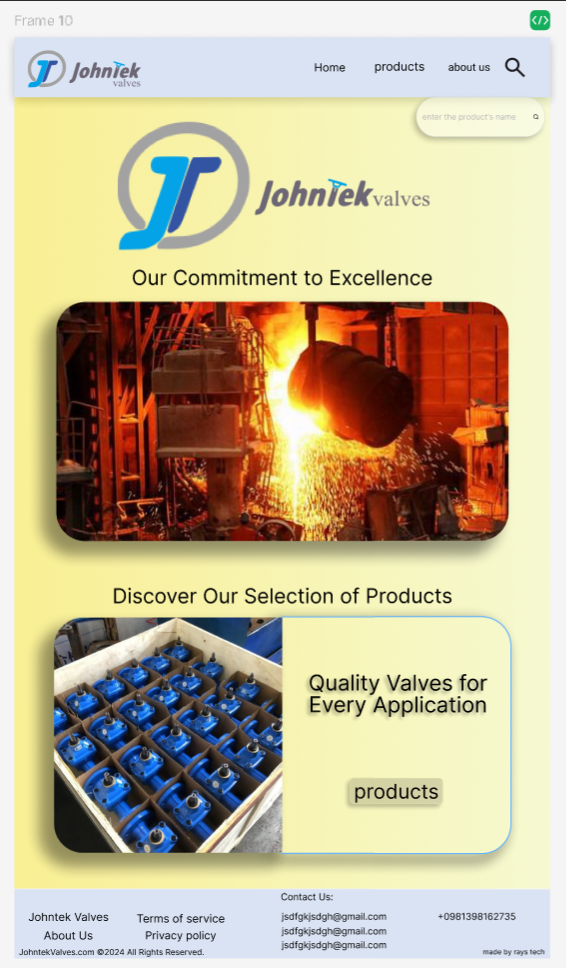 Frame 10
JohnTek
valves
Home
products
about us
enter the product's name
JohnTek valves
Our Commitment to Excellence
Discover Our Selection of Products
Quality Valves for
Every Application
products
Contact Us:
Johntek Valves
Terms of service
jsdfgkjsdgh@gmail.com
+0981398162735
About Us
Privacy policy
jsdfgkjsdgh@gmail.com
jsdfgkjsdgh@gmail.com
JohntekValves.com ©2024 All Rights Reserved.
made by rays tech